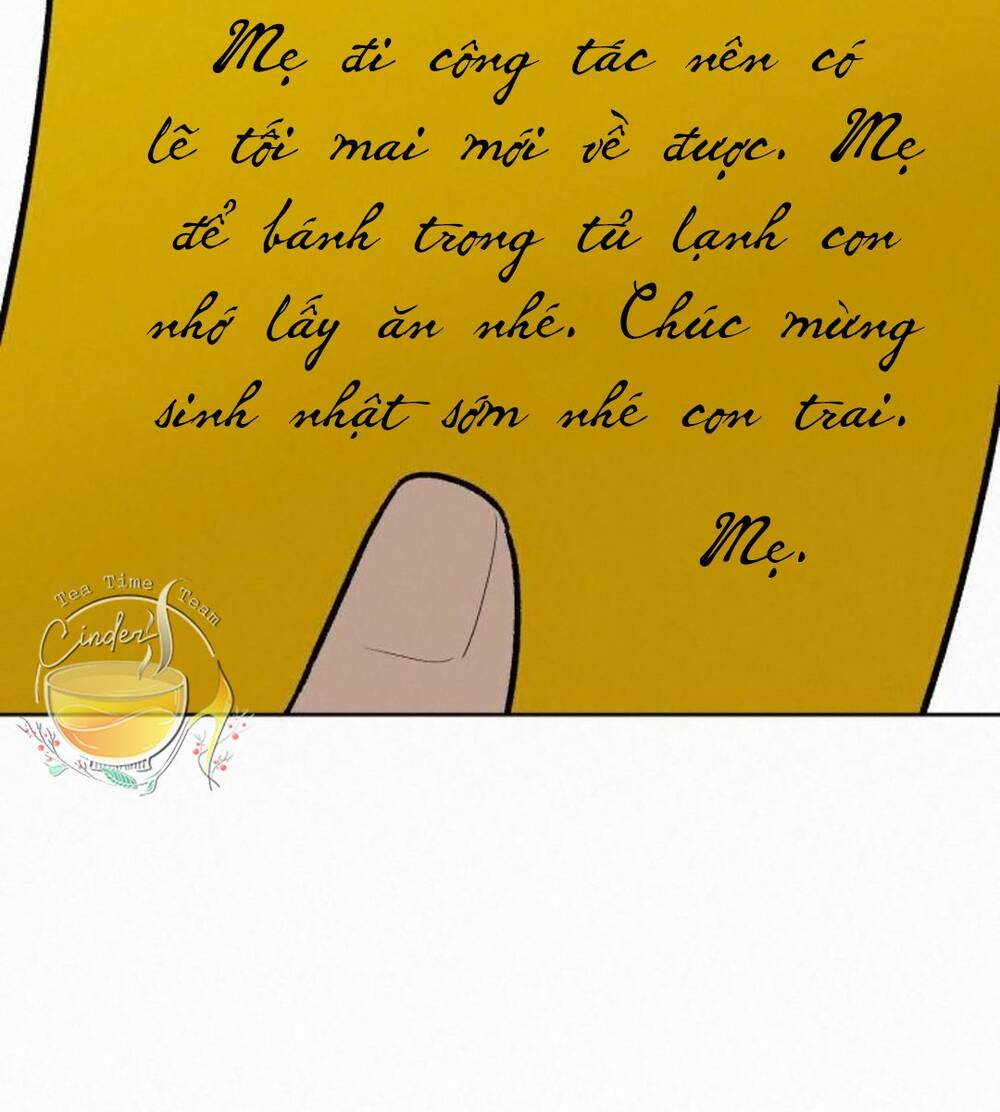 Mẹ đi công tác nên có
lẽ tối mai mới về được. Mẹ
để bánh trong tủ lạnh con
nhớ lấy ăn nhé. Chúc mừng
sinh nhật sớm nhé con trai.
Mẹ.
Tea Time Team
Cinder